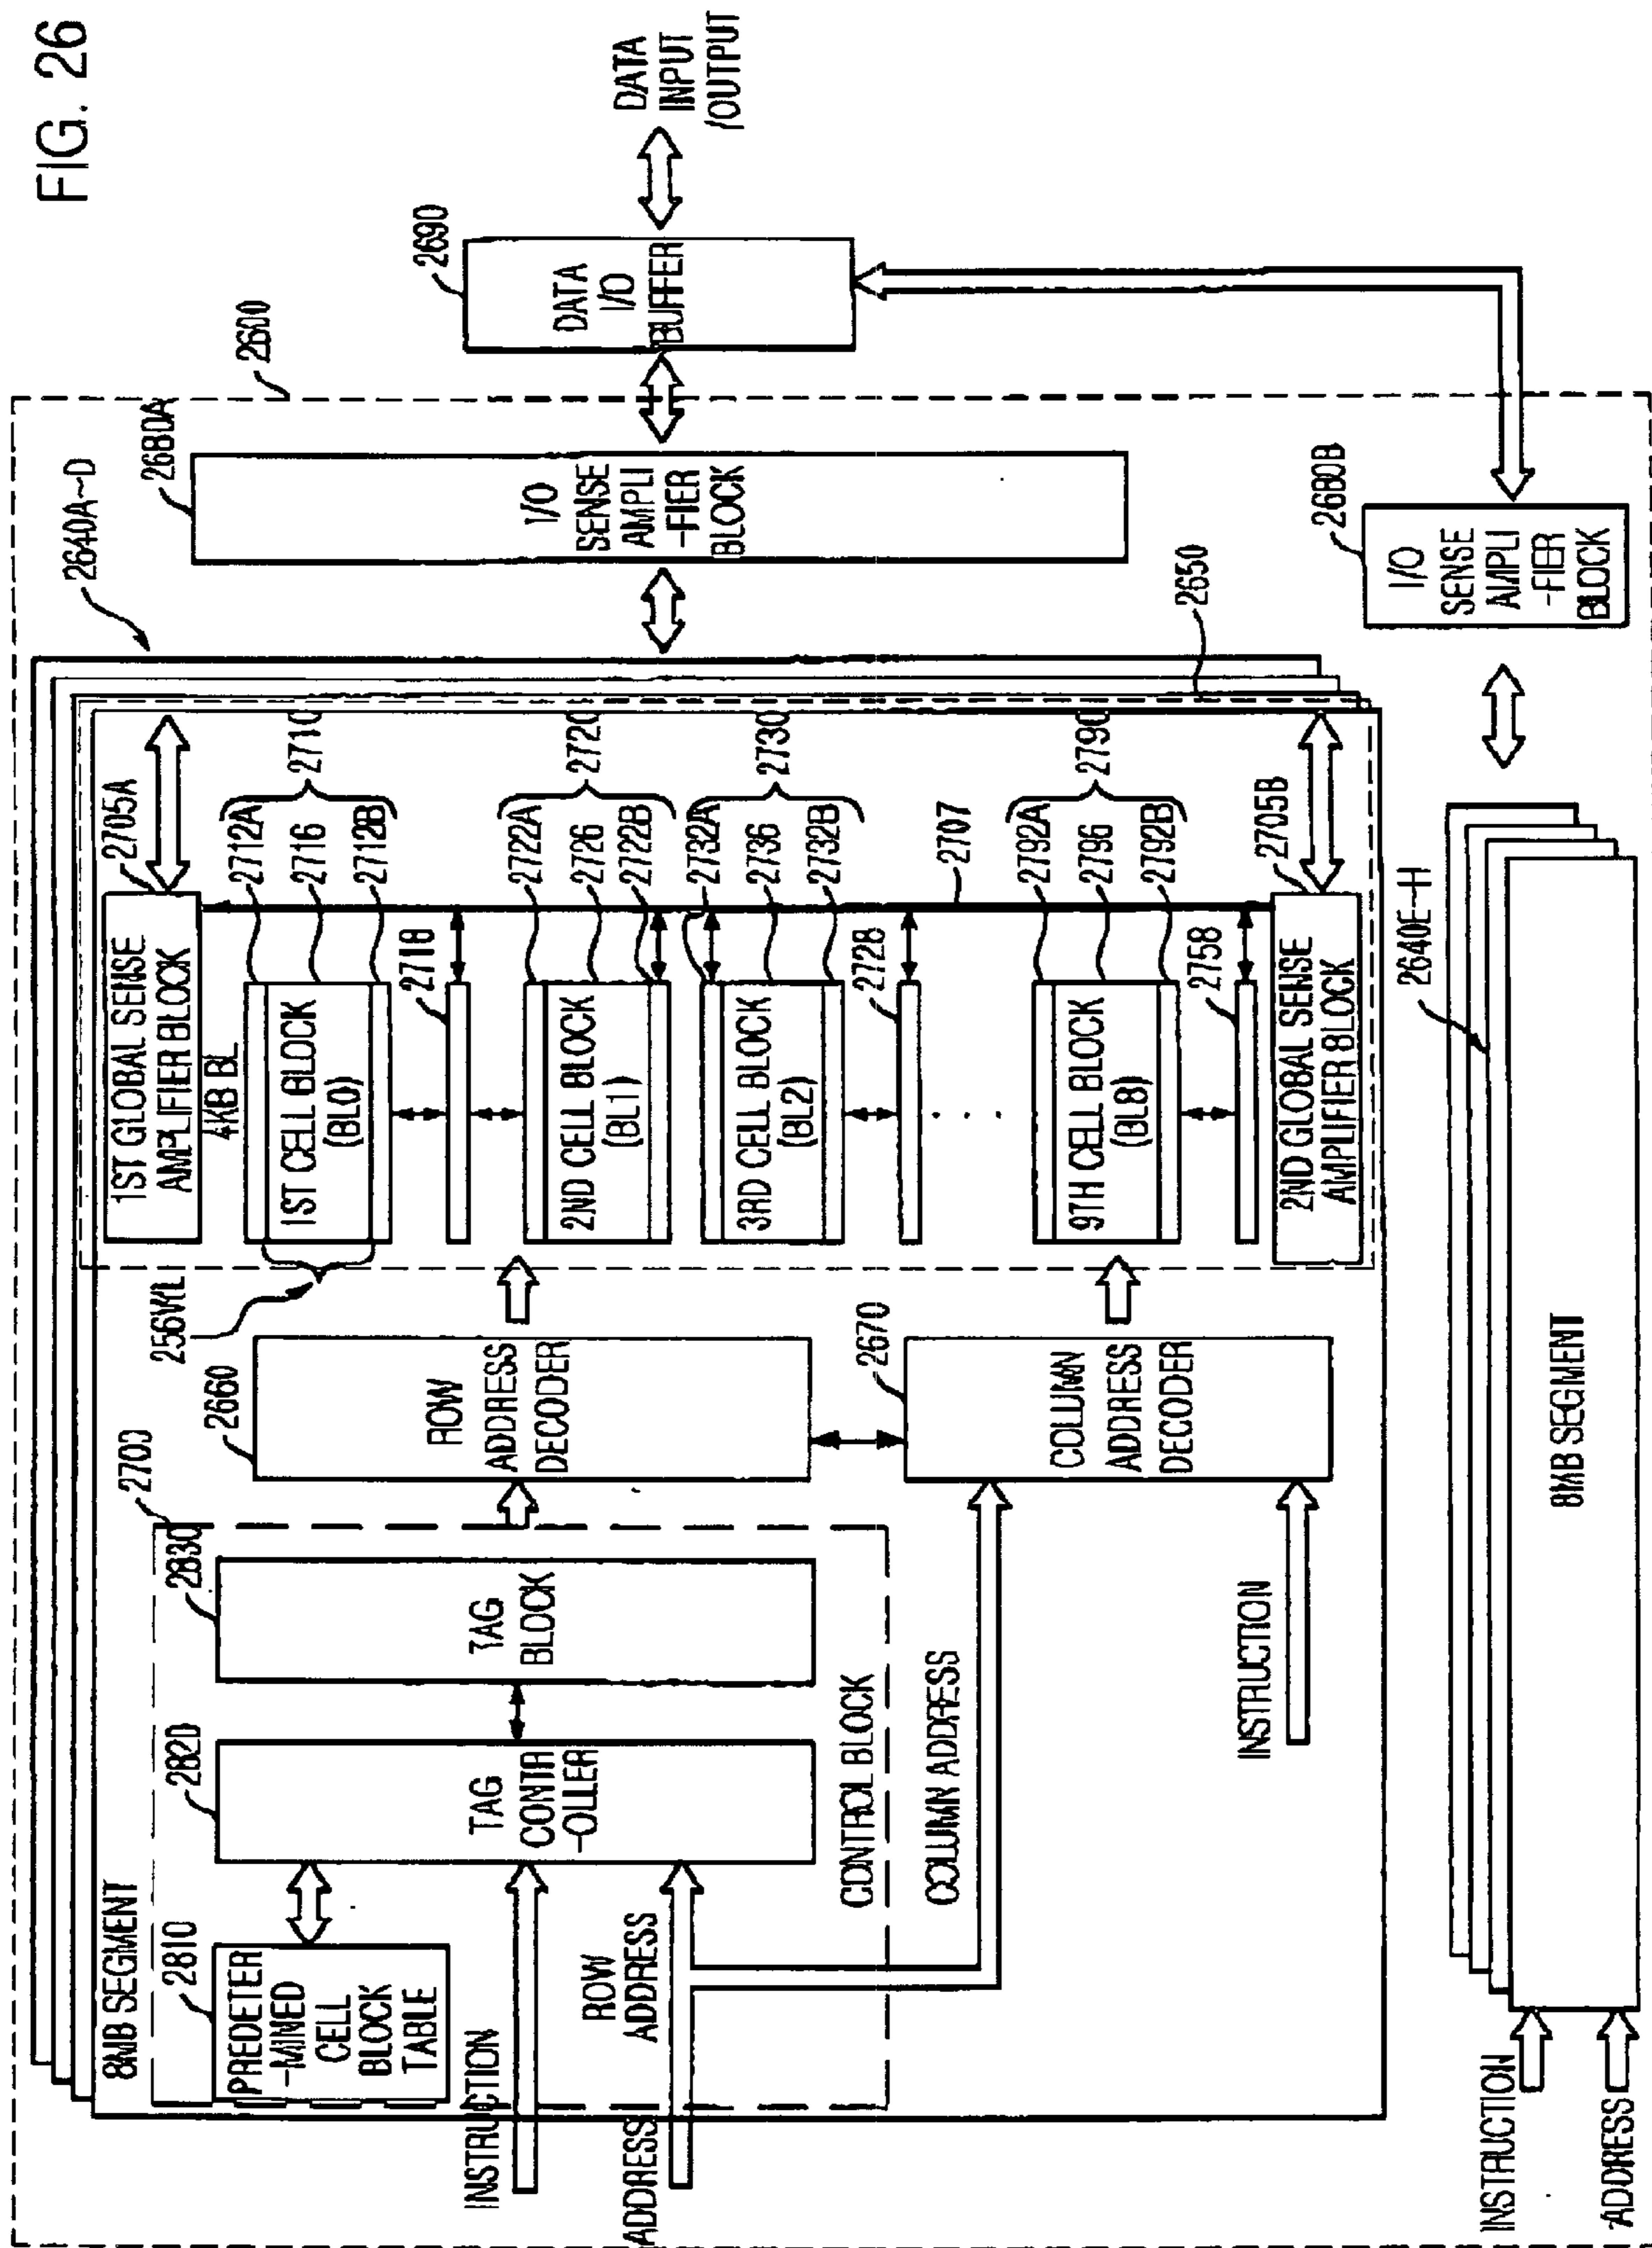 FIG. 26
2600
8MB SEGMENT
2640A~D
2700
2810
PREDETER
-MINED
CELL
BLOCK
TABLE
2820
TAG
CONTR
-OLLER
2830
TAG
BLOCK
CONTROL BLOCK
INSTRUCTION
ROW
ADDRESS
ADDRESS
COLUMN ADDRESS
INSTRUCTION
2660
ROW
ADDRESS
DECODER
2670
COLUMN
ADDRESS
DECODER
256WL
1ST GLOBAL SENSE
AMPLIFIER BLOCK
2705A
4KB BL
1ST CELL BLOCK
(BL0)
2712A
2716
2712B
2710
2718
2ND CELL BLOCK
(BL1)
2722A
2726
2722B
2720
3RD CELL BLOCK
(BL2)
2732A
2736
2732B
2730
2728
2707
9TH CELL BLOCK
(BL8)
2792A
2796
2792B
2790
2758
2ND GLOBAL SENSE
AMPLIFIER BLOCK
2705B
2650
2680A
I/O
SENSE
AMPLI
-FIER
BLOCK
2690
DATA
I/O
BUFFER
DATA
INPUT
/OUTPUT
2680B
I/O
SENSE
AMPLI
-FIER
BLOCK
2640E~H
8MB SEGMENT
INSTRUCTION
ADDRESS